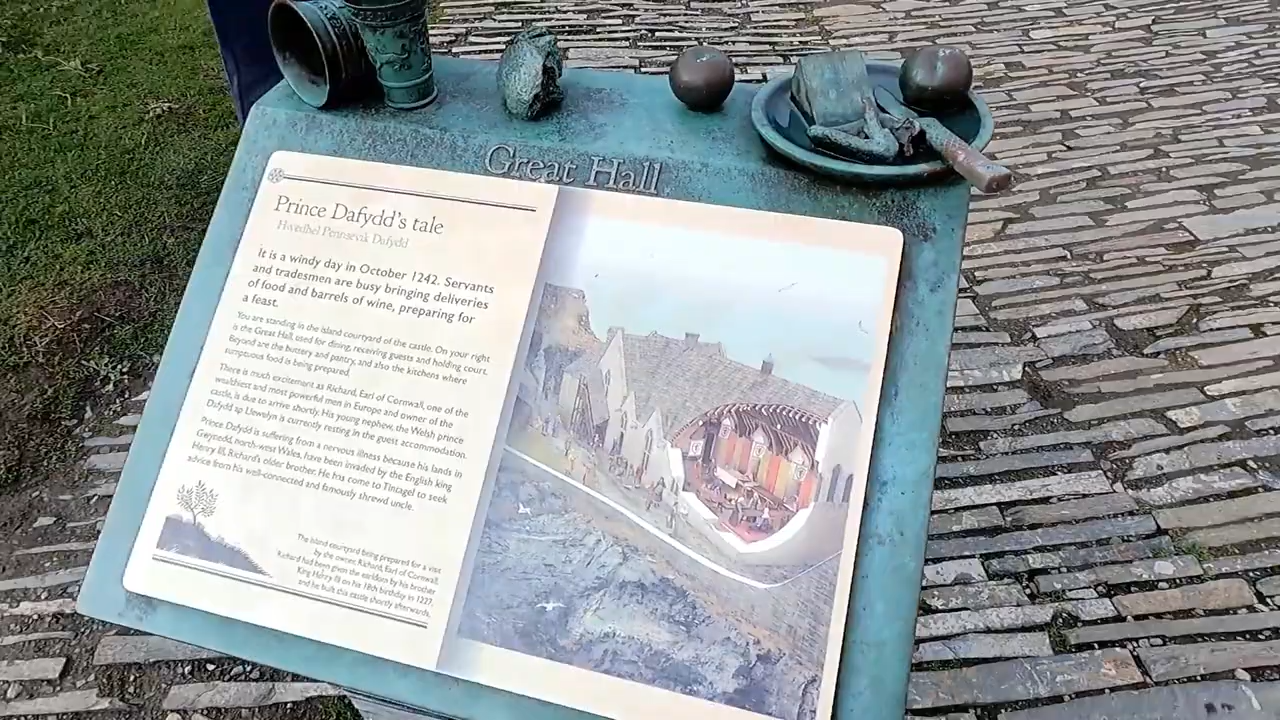 Great Hall
Prince Dafydd's tale
Hwedhel Pennsevik Dafydd
It is a windy day in October 1242. Servants
and tradesmen are busy bringing deliveries
of food and barrels of wine, preparing for
a feast.
You are standing in the island courtyard of the castle. On your right
is the Great Hall, used for dining, receiving guests and holding court.
Beyond are the buttery and pantry, and also the kitchens where
sumptuous food is being prepared.
There is much excitement as Richard, Earl of Cornwall, one of the
wealthiest and most powerful men in Europe and owner of the
castle, is due to arrive shortly. His young nephew, the Welsh prince
Dafydd ap Llewelyn is currently resting in the guest accommodation.
Prince Dafydd is suffering from a nervous illness because his lands in
Gwynedd, north-west Wales, have been invaded by the English king
Henry III, Richard's older brother. He has come to Tintagel to seek
advice from his well-connected and famously shrewd uncle.
The island courtyard being prepared for a visit
by the owner, Richard, Earl of Cornwall.
Richard had been given the earldom by his brother
King Henry III on his 18th birthday in 1227,
and he built this castle shortly afterwards.